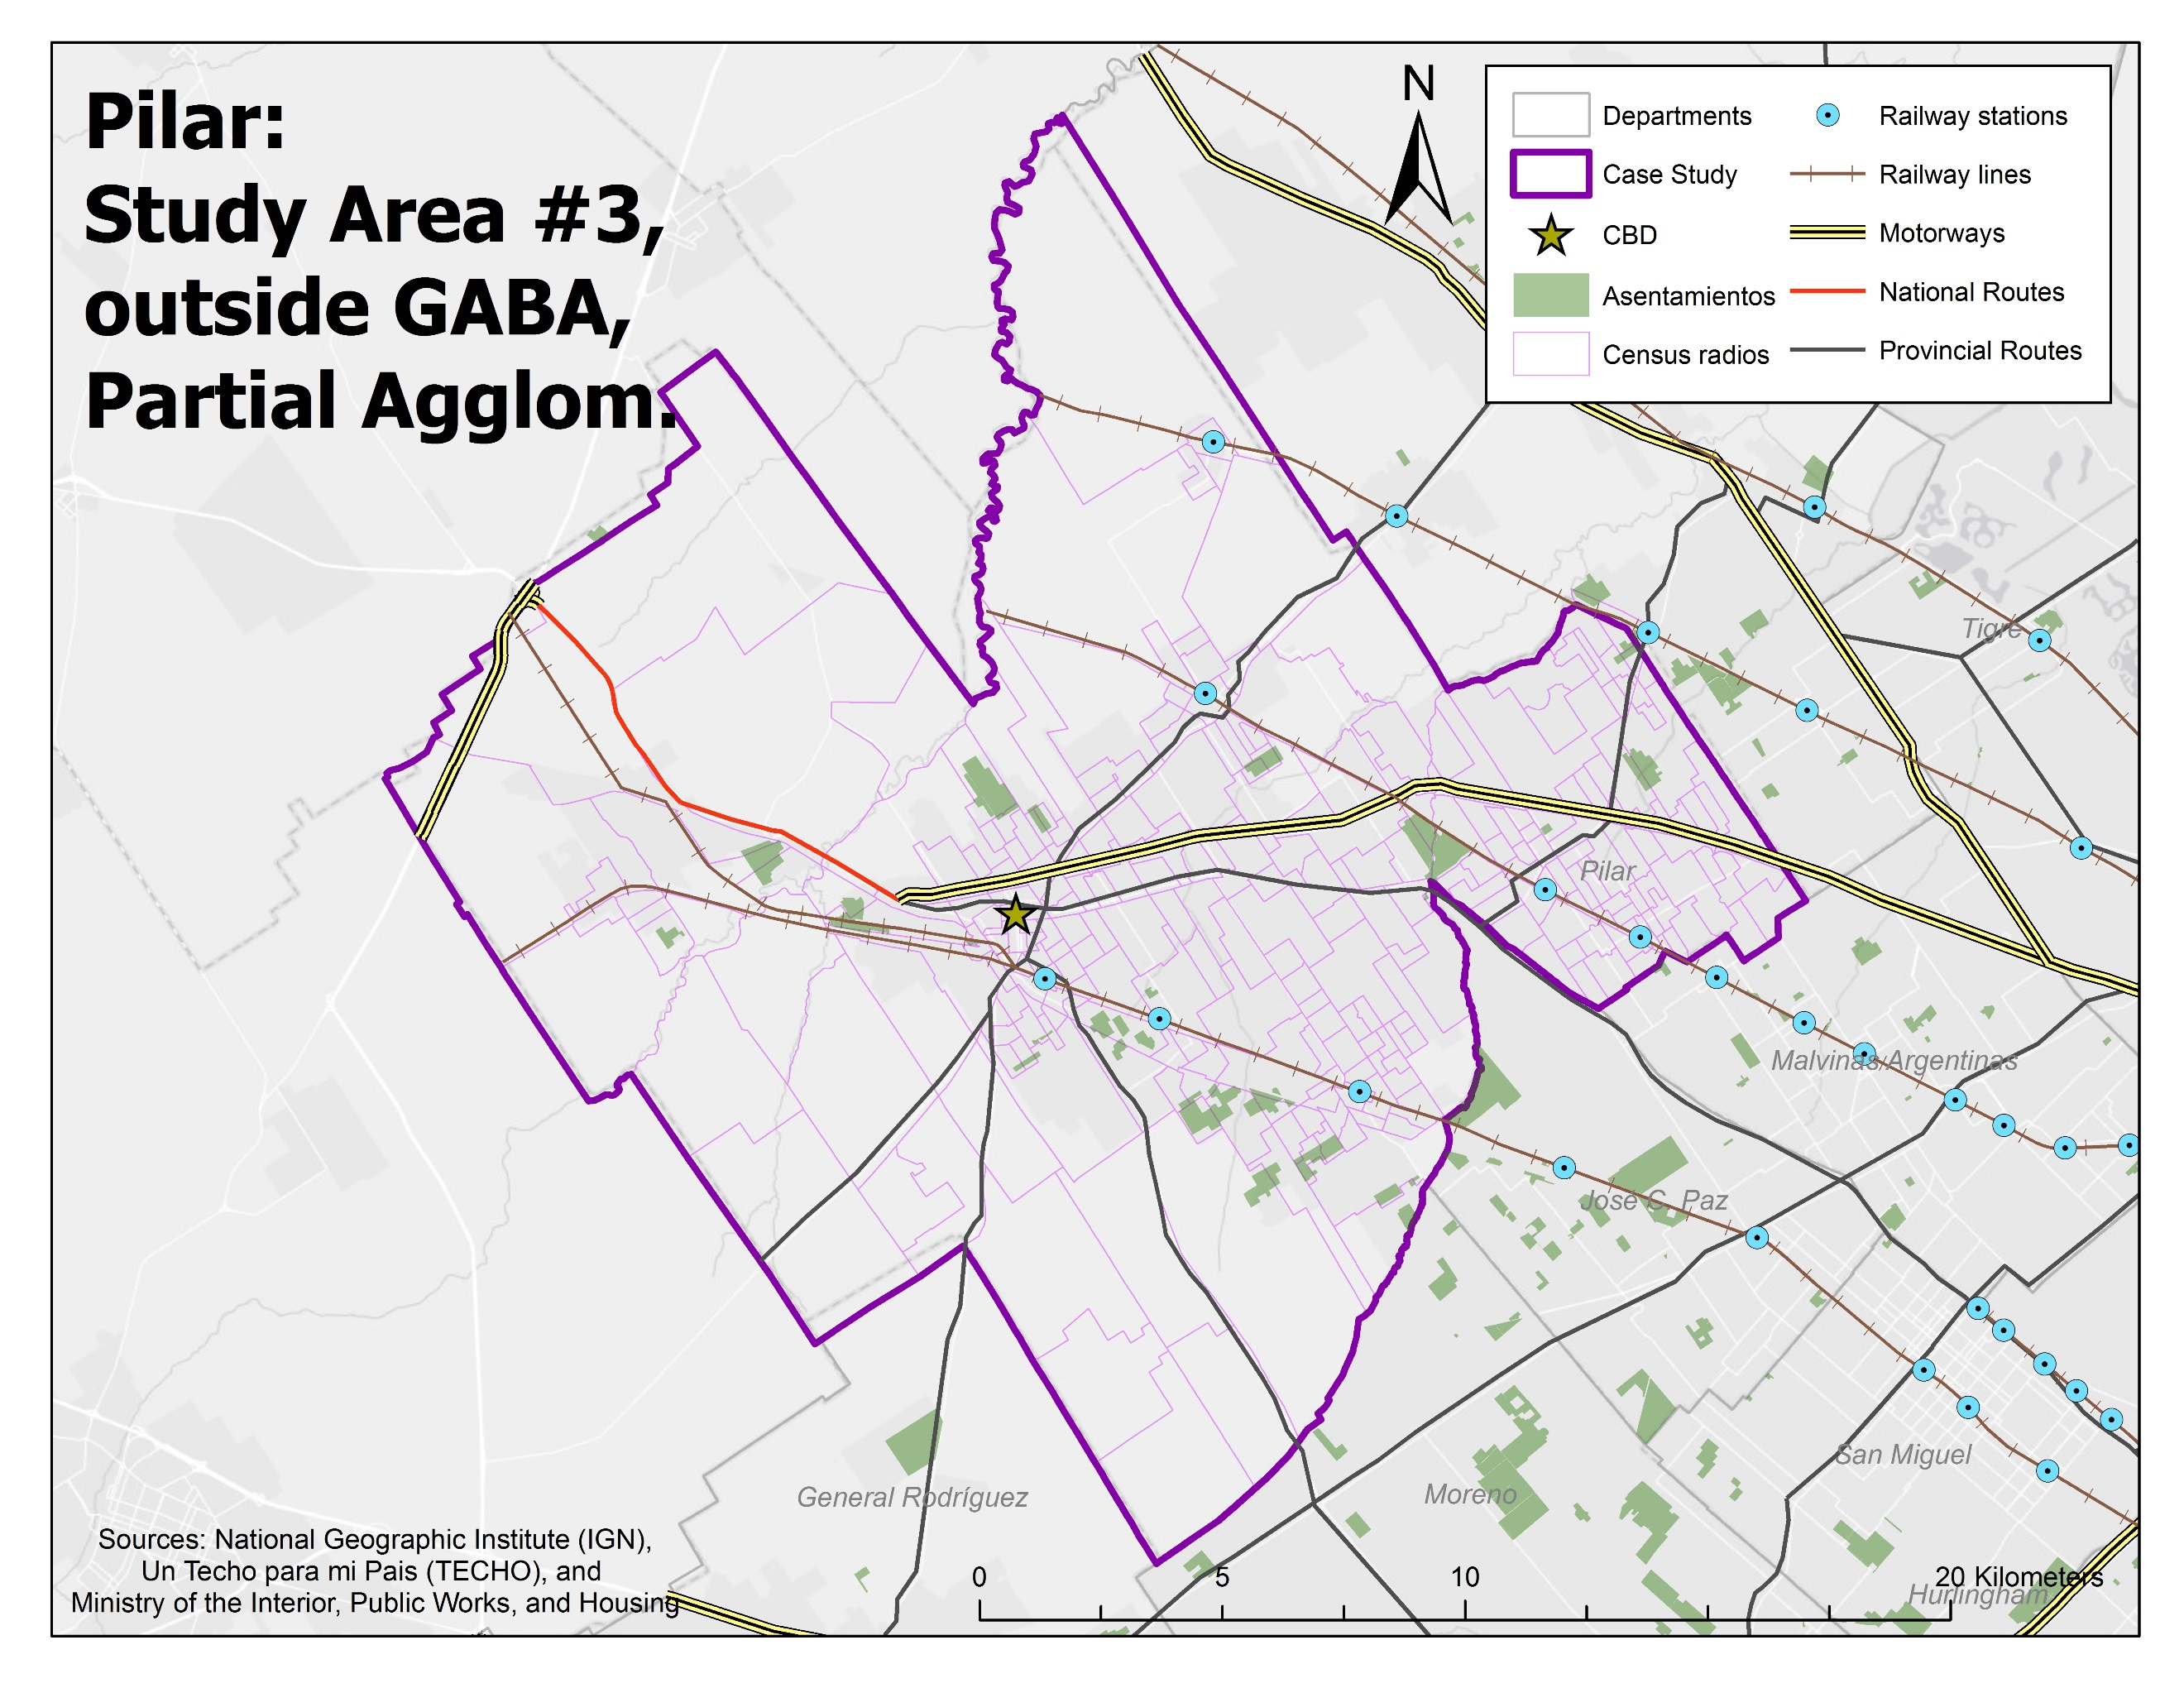 Pilar:
Study Area #3,
outside GABA,
Partial Agglom.
N
Departments
Case Study
CBD
Asentamientos
Census radios
Railway stations
Railway lines
Motorways
National Routes
Provincial Routes
Tigre
Pilar
Malvinas Argentinas
Jose C. Paz
San Miguel
Moreno
General Rodríguez
Hurlingham
Sources: National Geographic Institute (IGN),
Un Techo para mi Pais (TECHO), and
Ministry of the Interior, Public Works, and Housing
0 5 10 20 Kilometers